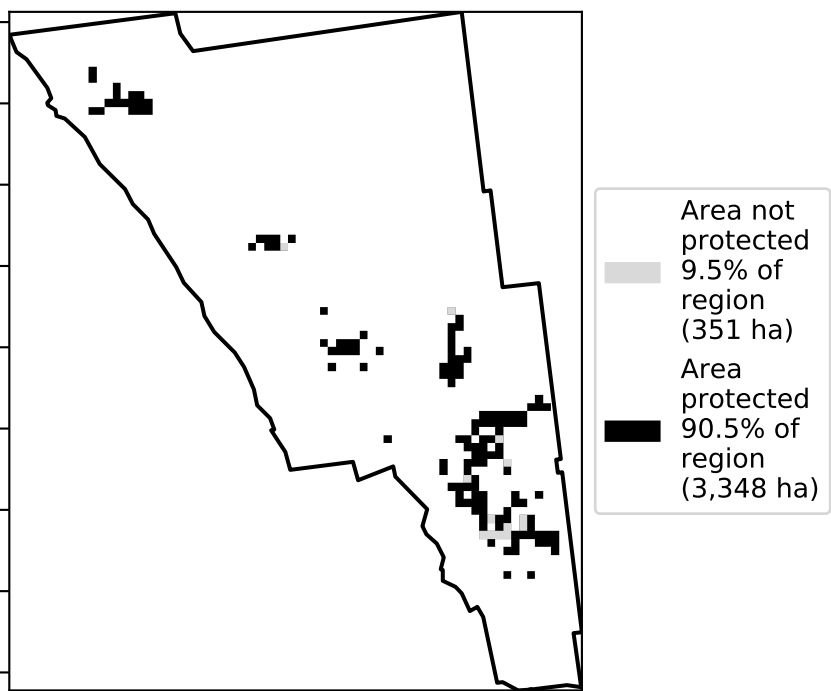 Area not
protected
9.5% of
region
(351 ha)
Area
protected
90.5% of
region
(3,348 ha)